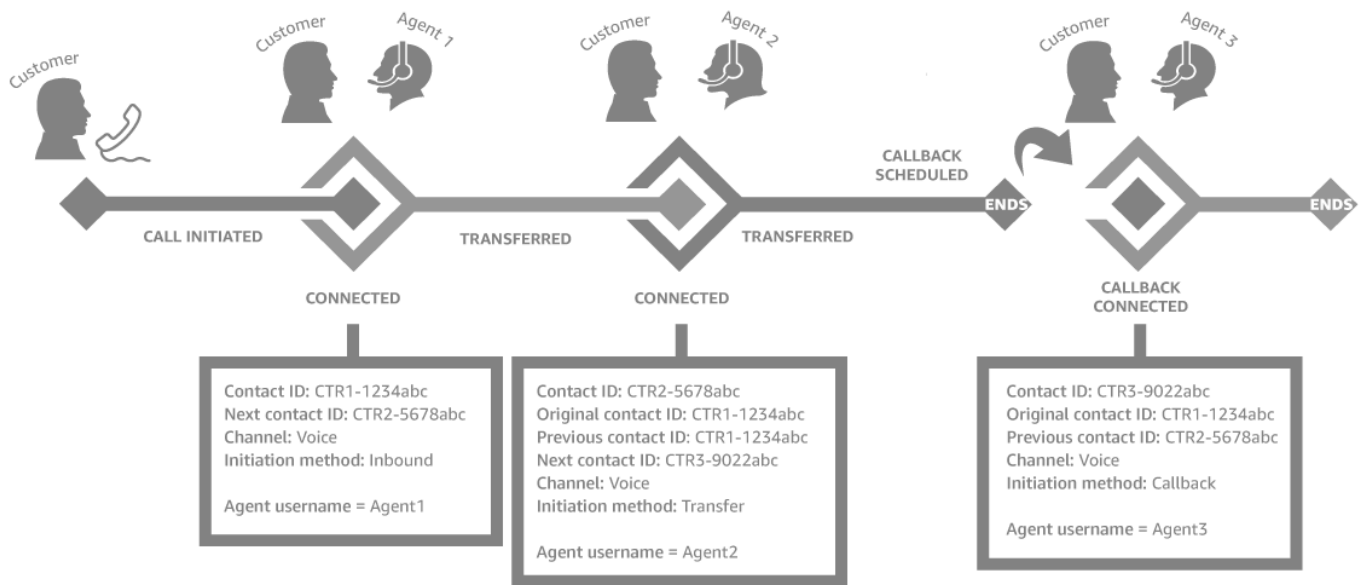 Customer
Customer
Agent 1
Customer
Agent 2
Customer
Agent 3
CALL INITIATED
TRANSFERRED
TRANSFERRED
CALLBACK
SCHEDULED
ENDS
ENDS
CONNECTED
CONNECTED
CALLBACK
CONNECTED
Contact ID: CTR1-1234abc
Next contact ID: CTR2-5678abc
Channel: Voice
Initiation method: Inbound
Agent username = Agent1
Contact ID: CTR2-5678abc
Original contact ID: CTR1-1234abc
Previous contact ID: CTR1-1234abc
Next contact ID: CTR3-9022abc
Channel: Voice
Initiation method: Transfer
Agent username = Agent2
Contact ID: CTR3-9022abc
Original contact ID: CTR1-1234abc
Previous contact ID: CTR2-5678abc
Channel: Voice
Initiation method: Callback
Agent username = Agent3